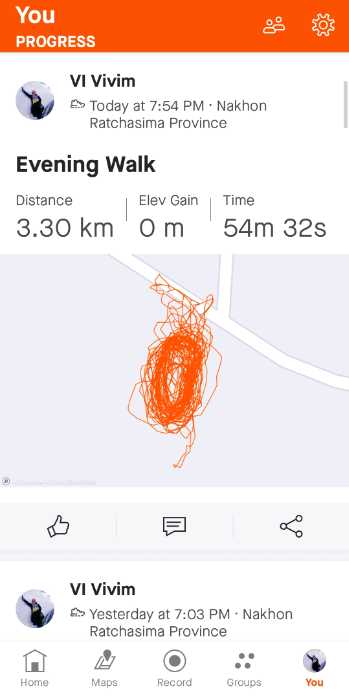 You
PROGRESS
VI Vivim
Today at 7:54 PM · Nakhon
Ratchasima Province
Evening Walk
Distance
Elev Gain
Time
3.30 km
0 m
54m 32s
VI Vivim
Yesterday at 7:03 PM · Nakhon
Ratchasima Province
Home
Maps
Record
Groups
You